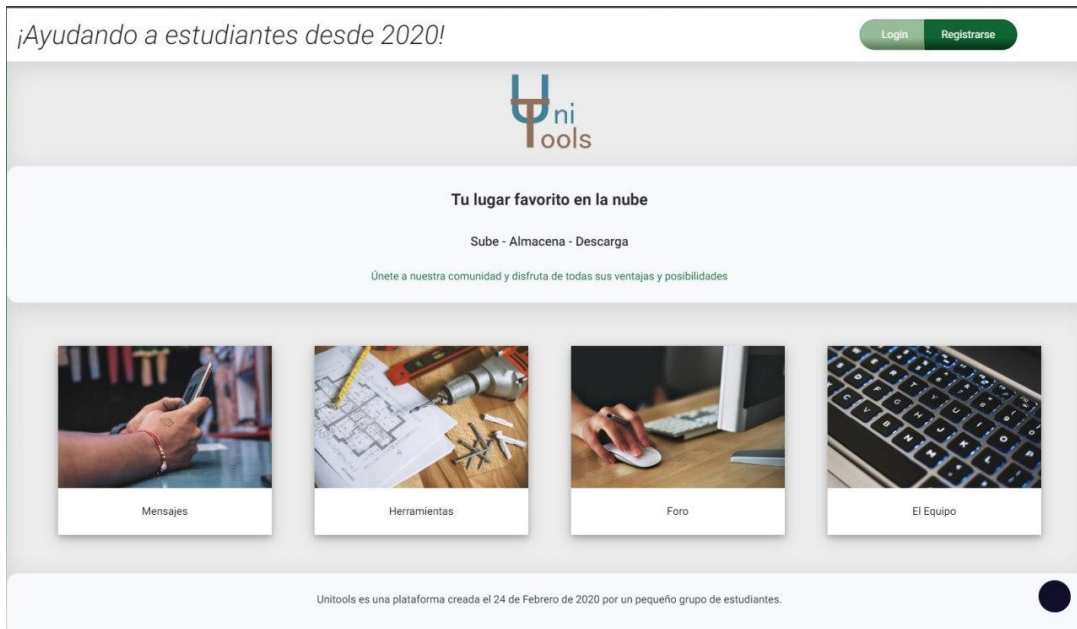 ¡Ayudando a estudiantes desde 2020!
Login
Registrarse
Uni
Tools
Tu lugar favorito en la nube
Sube - Almacena - Descarga
Únete a nuestra comunidad y disfruta de todas sus ventajas y posibilidades
Mensajes
Herramientas
Foro
El Equipo
Unitools es una plataforma creada el 24 de Febrero de 2020 por un pequeño grupo de estudiantes.